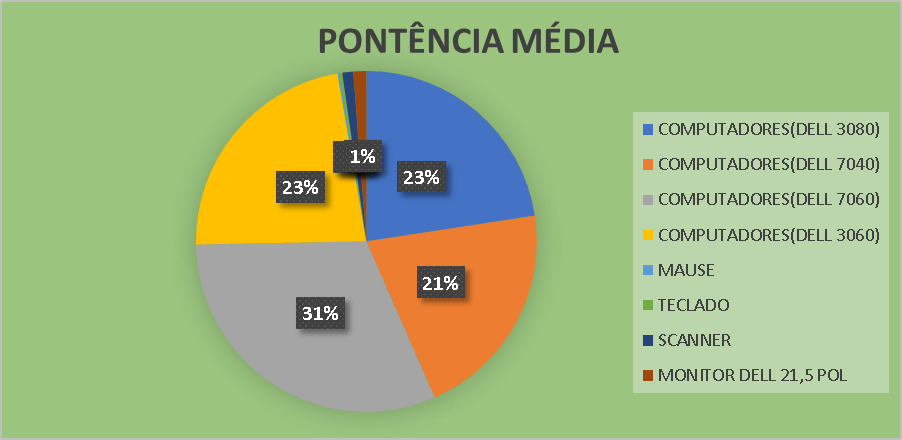 PONTÊNCIA MÉDIA
1%
23%
23%
21%
31%
COMPUTADORES(DELL 3080)
COMPUTADORES(DELL 7040)
COMPUTADORES(DELL 7060)
COMPUTADORES(DELL 3060)
MAUSE
TECLADO
SCANNER
MONITOR DELL 21,5 POL